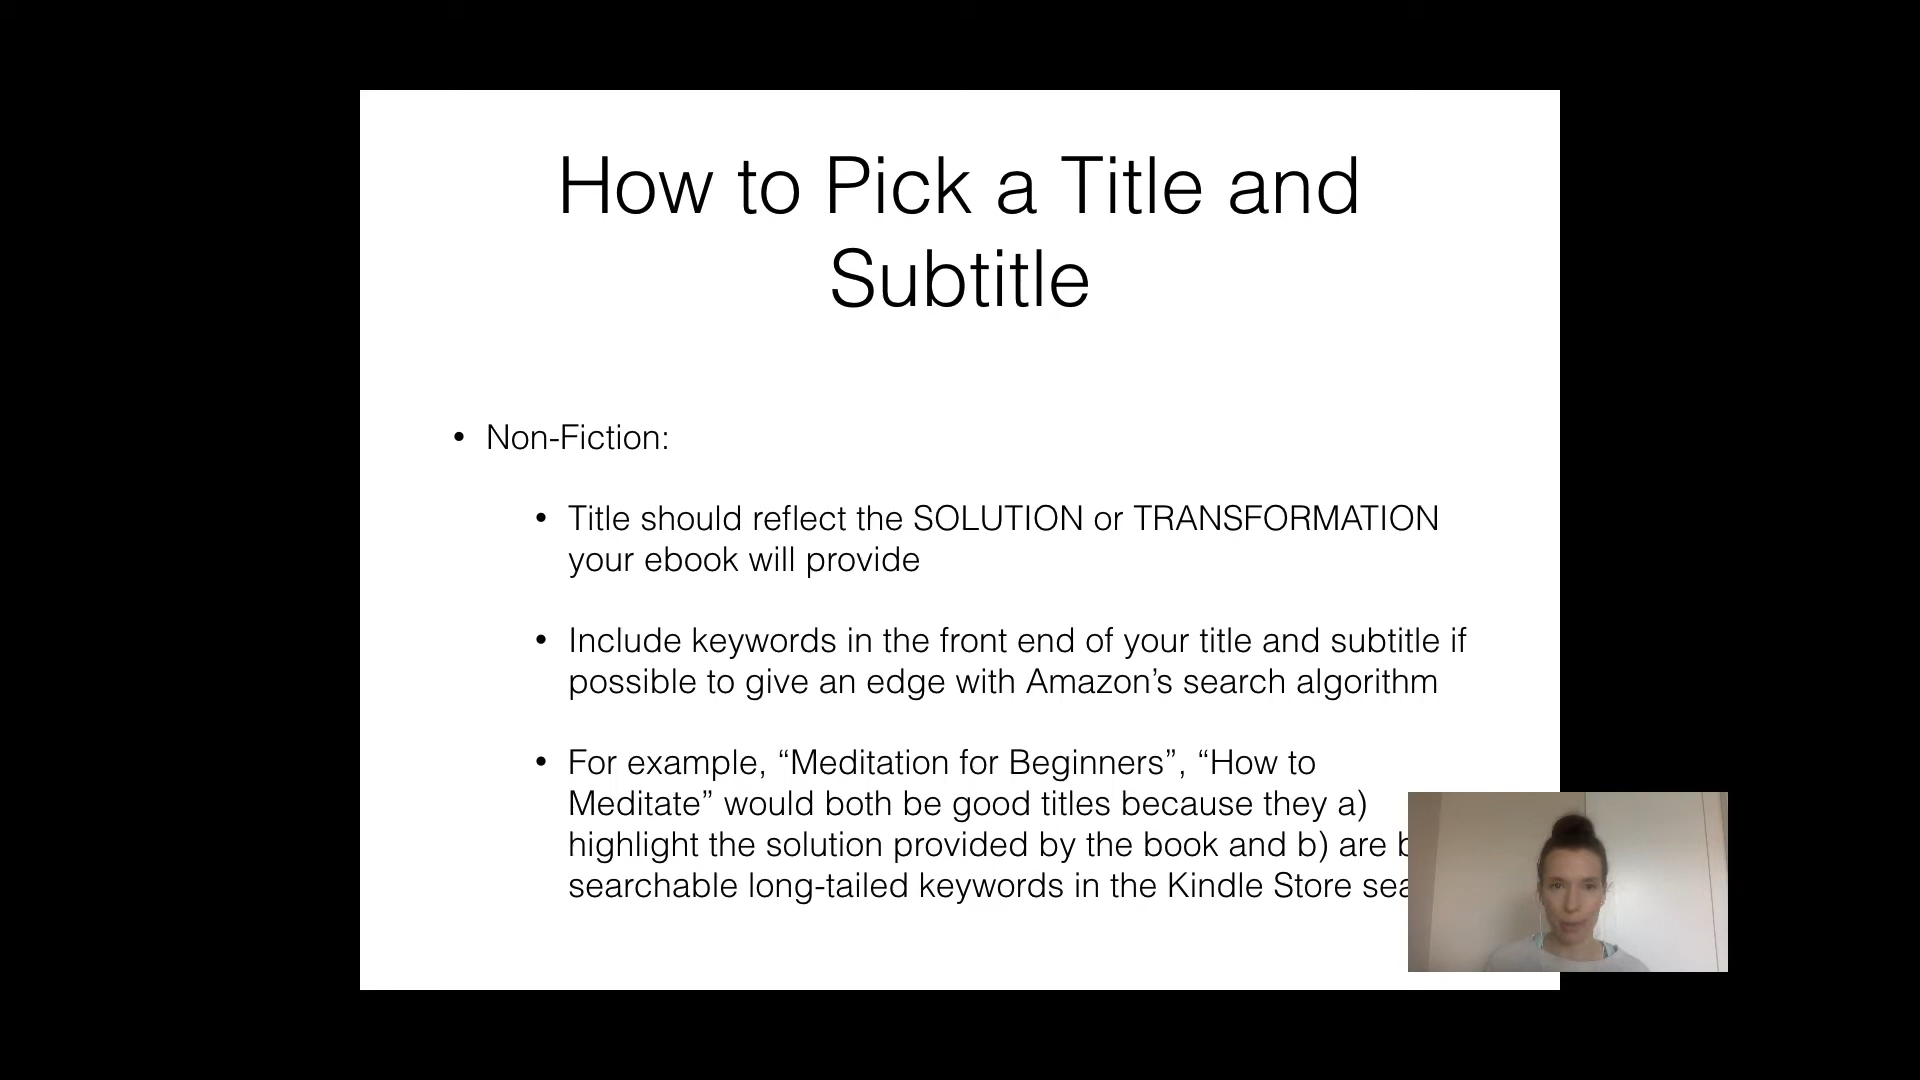 How to Pick a Title and
Subtitle
• Non-Fiction:
• Title should reflect the SOLUTION or TRANSFORMATION
your ebook will provide
• Include keywords in the front end of your title and subtitle if
possible to give an edge with Amazon’s search algorithm
• For example, “Meditation for Beginners”, “How to
Meditate” would both be good titles because they a)
highlight the solution provided by the book and b) are
searchable long-tailed keywords in the Kindle Store